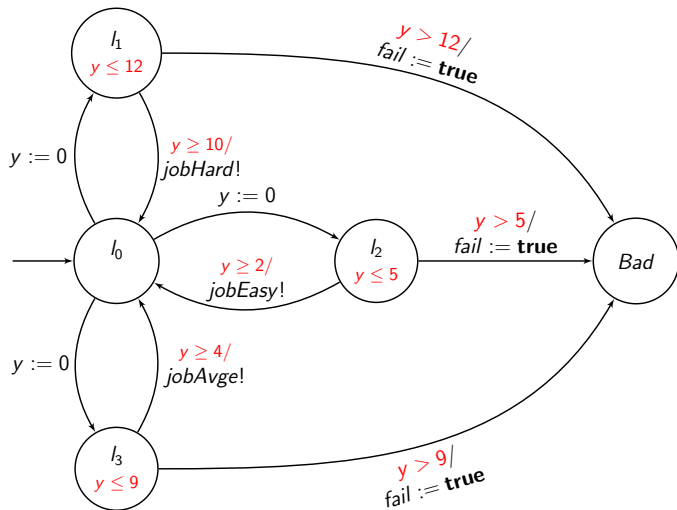 l₁
y ≤ 12
y > 12/
fail := true
y := 0
y ≥ 10/
jobHard!
y := 0
l₀
l₂
y ≤ 5
y ≥ 2/
jobEasy!
y > 5/
fail := true
Bad
y := 0
y ≥ 4/
jobAvge!
l₃
y ≤ 9
y > 9/
fail := true